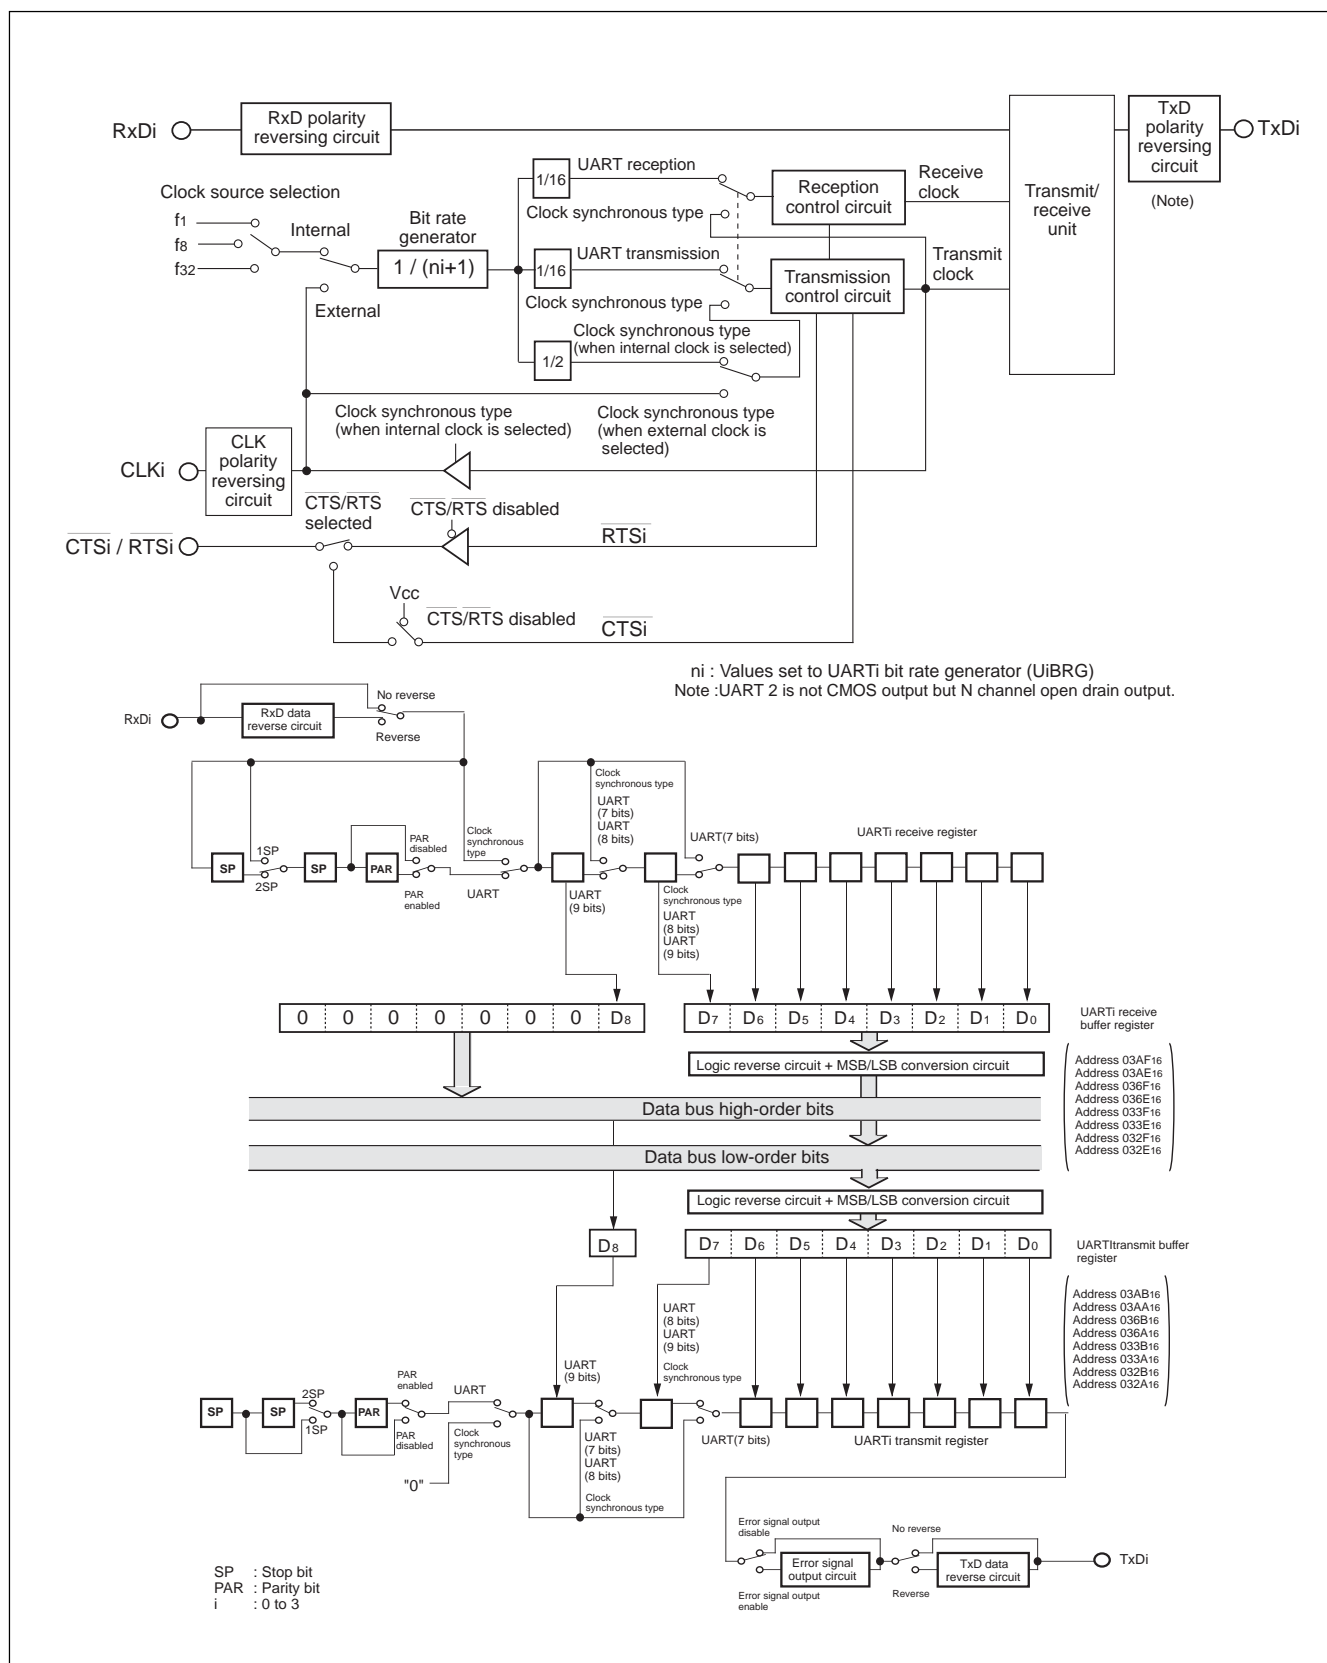 RxDi
RxD polarity
reversing circuit
TxD
polarity
reversing
circuit
TxDi
(Note)
Clock source selection
f1
f8
f32
Internal
External
Bit rate
generator
1 / (ni+1)
1/16
UART reception
Clock synchronous type
Reception
control circuit
Receive
clock
Transmit/
receive
unit
1/16
UART transmission
Clock synchronous type
Transmission
control circuit
Transmit
clock
1/2
Clock synchronous type
(when internal clock is selected)
Clock synchronous type
(when internal clock is selected)
Clock synchronous type
(when external clock is
selected)
CLKi
CLK
polarity
reversing
circuit
CTS/RTS
selected
CTS/RTS disabled
CTSi / RTSi
RTSi
Vcc
CTS/RTS disabled
CTSi
ni : Values set to UARTi bit rate generator (UiBRG)
Note :UART 2 is not CMOS output but N channel open drain output.
RxDi
RxD data
reverse circuit
No reverse
Reverse
SP
1SP
2SP
SP
PAR
PAR
disabled
PAR
enabled
Clock
synchronous
type
UART
UART
(9 bits)
Clock
synchronous type
UART
(7 bits)
UART
(8 bits)
Clock
synchronous type
UART
(8 bits)
UART
(9 bits)
UART(7 bits)
UARTi receive register
0 0 0 0 0 0 0 D8
D7 D6 D5 D4 D3 D2 D1 D0
UARTi receive
buffer register
Logic reverse circuit + MSB/LSB conversion circuit
Address 03AF16
Address 03AE16
Address 036F16
Address 036E16
Address 033F16
Address 033E16
Address 032F16
Address 032E16
Data bus high-order bits
Data bus low-order bits
Logic reverse circuit + MSB/LSB conversion circuit
D8
D7 D6 D5 D4 D3 D2 D1 D0
UARTItransmit buffer
register
Address 03AB16
Address 03AA16
Address 036B16
Address 036A16
Address 033B16
Address 033A16
Address 032B16
Address 032A16
UART
(8 bits)
UART
(9 bits)
Clock
synchronous type
UART
(9 bits)
SP
SP
2SP
1SP
PAR
PAR
enabled
PAR
disabled
UART
Clock
synchronous
type
"0"
UART
(7 bits)
UART
(8 bits)
Clock
synchronous type
UART(7 bits)
UARTi transmit register
Error signal output
disable
Error signal
output circuit
Error signal output
enable
No reverse
TxD data
reverse circuit
Reverse
TxDi
SP : Stop bit
PAR : Parity bit
i : 0 to 3